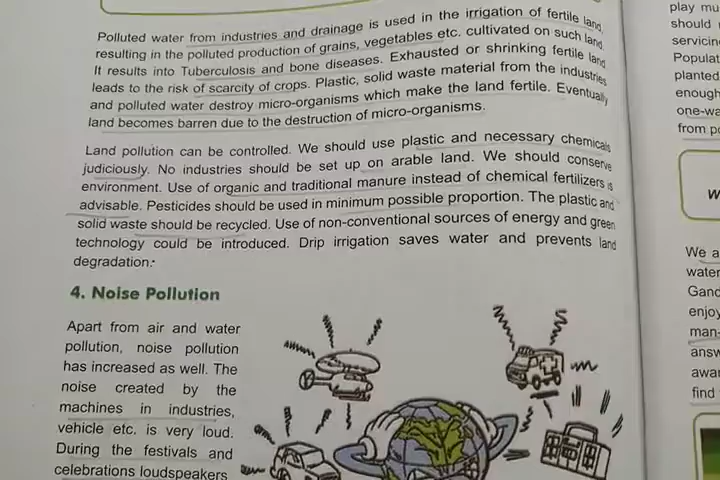 Polluted water from industries and drainage is used in the irrigation of fertile land,
resulting in the polluted production of grains, vegetables etc. cultivated on such land.
It results into Tuberculosis and bone diseases. Exhausted or shrinking fertile land
leads to the risk of scarcity of crops. Plastic, solid waste material from the industries
and polluted water destroy micro-organisms which make the land fertile. Eventually
land becomes barren due to the destruction of micro-organisms.
Land pollution can be controlled. We should use plastic and necessary chemicals
judiciously. No industries should be set up on arable land. We should conserve
environment. Use of organic and traditional manure instead of chemical fertilizers is
advisable. Pesticides should be used in minimum possible proportion. The plastic and
solid waste should be recycled. Use of non-conventional sources of energy and green
technology could be introduced. Drip irrigation saves water and prevents land
degradation.
4. Noise Pollution
Apart from air and water
pollution, noise pollution
has increased as well. The
noise created by the
machines in industries,
vehicle etc. is very loud.
During the festivals and
celebrations loudspeakers
play mu
should
servicin
Populat
planted
enough
one-wa
from po
W
We a
water
Gand
enjoy
man-
answ
awar
find